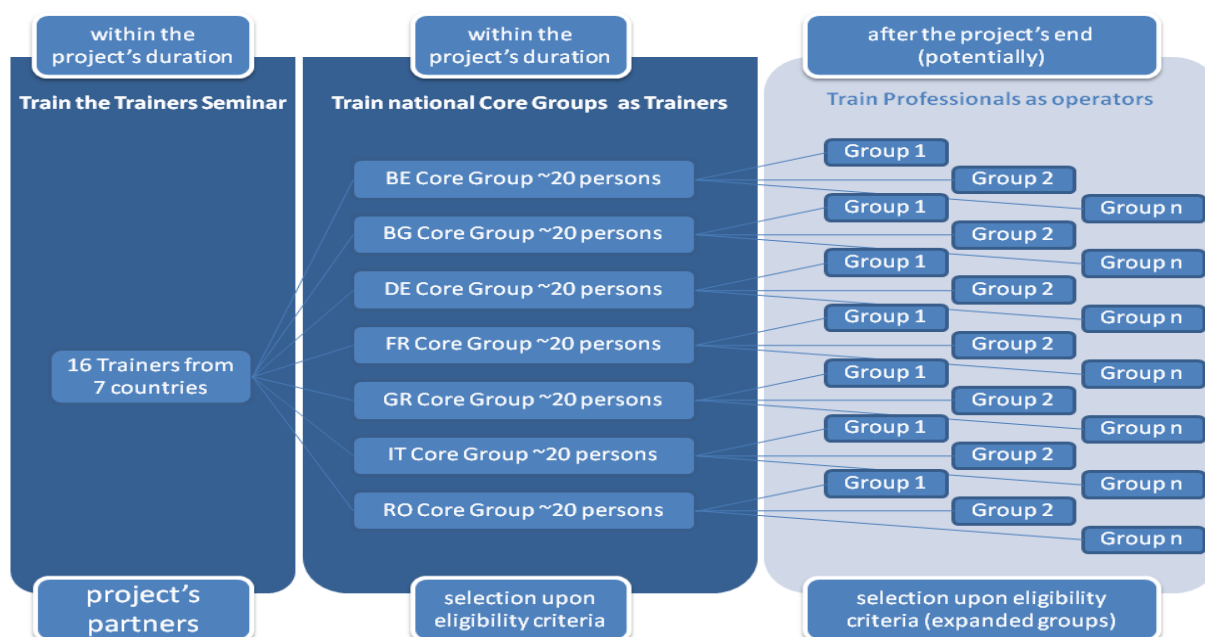 within the
project's duration
Train the Trainers Seminar
16 Trainers from
7 countries
project's
partners
within the
project's duration
Train national Core Groups as Trainers
BE Core Group ~20 persons
BG Core Group ~20 persons
DE Core Group ~20 persons
FR Core Group ~20 persons
GR Core Group ~20 persons
IT Core Group ~20 persons
RO Core Group ~20 persons
selection upon
eligibility criteria
after the project's end
(potentially)
Train Professionals as operators
Group 1
Group 2
Group n
Group 1
Group 2
Group n
Group 1
Group 2
Group n
Group 1
Group 2
Group n
Group 1
Group 2
Group n
Group 1
Group 2
Group n
Group 1
Group 2
Group n
selection upon eligibility
criteria (expanded groups)